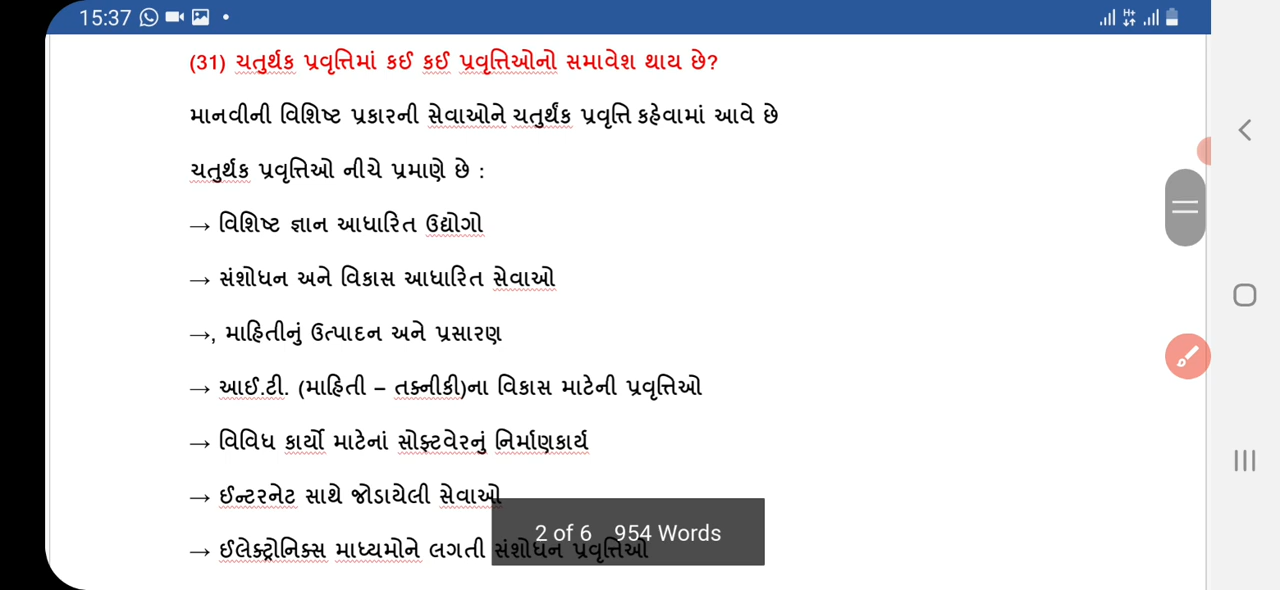 15:37
H+
(31) ચતુર્થક પ્રવૃત્તિમાં કઈ કઈ પ્રવૃત્તિઓનો સમાવેશ થાય છે?
માનવીની વિશિષ્ટ પ્રકારની સેવાઓને ચતુર્થંક પ્રવૃત્તિ કહેવામાં આવે છે
ચતુર્થક પ્રવૃત્તિઓ નીચે પ્રમાણે છે :
→ વિશિષ્ટ જ્ઞાન આધારિત ઉદ્યોગો
→ સંશોધન અને વિકાસ આધારિત સેવાઓ
→, માહિતીનું ઉત્પાદન અને પ્રસારણ
→ આઈ.ટી. (માહિતી – તકનીકી)ના વિકાસ માટેની પ્રવૃત્તિઓ
→ વિવિધ કાર્યો માટેનાં સોફ્ટવેરનું નિર્માણકાર્ય
→ ઈન્ટરનેટ સાથે જોડાયેલી સેવાઓ
2 of 6 954 Words
→ ઈલેક્ટ્રોનિક્સ માધ્યમોને લગતી સંશોધન પ્રવૃત્તિઓ